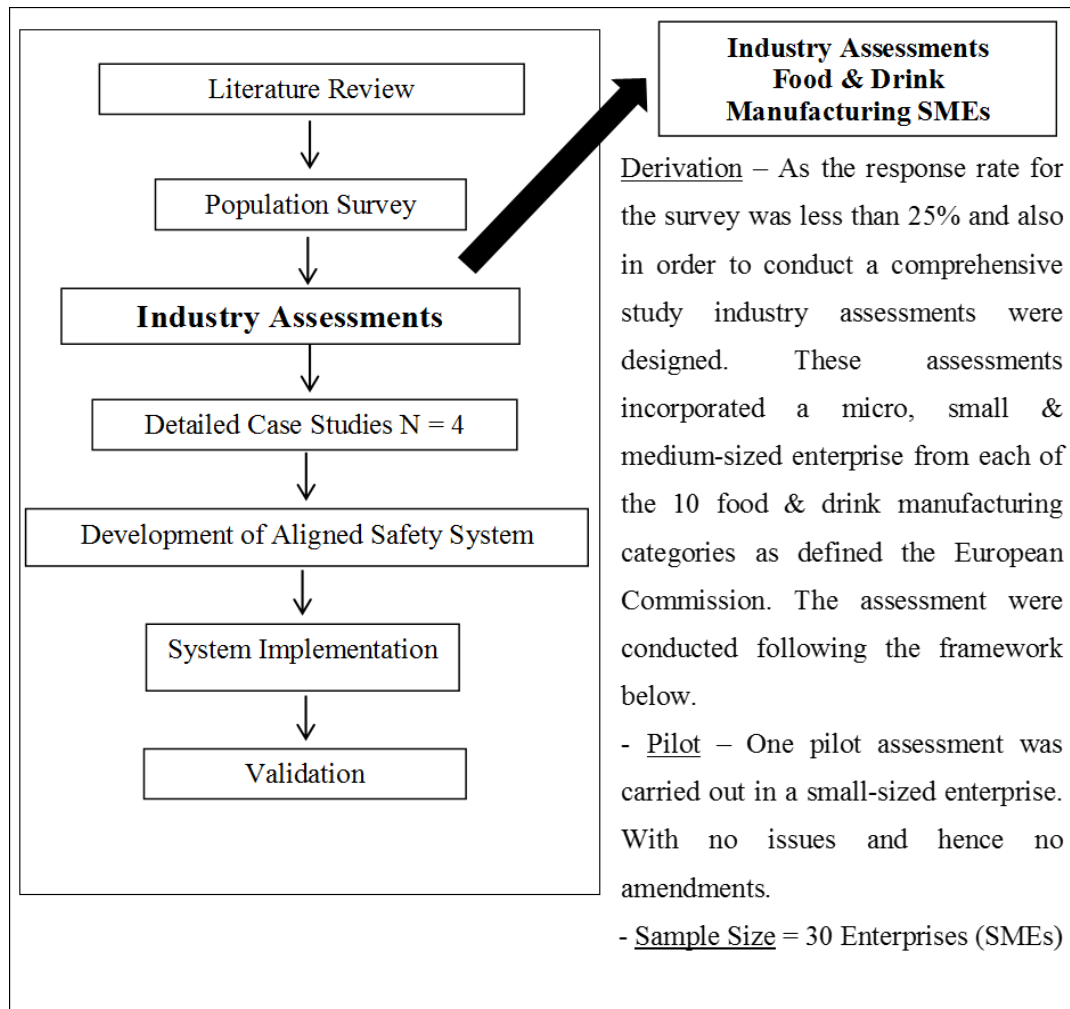 Literature Review
Population Survey
Industry Assessments
Detailed Case Studies N = 4
Development of Aligned Safety System
System Implementation
Validation
Industry Assessments
Food & Drink
Manufacturing SMEs
Derivation – As the response rate for
the survey was less than 25% and also
in order to conduct a comprehensive
study industry assessments were
designed. These assessments
incorporated a micro, small &
medium-sized enterprise from each of
the 10 food & drink manufacturing
categories as defined the European
Commission. The assessment were
conducted following the framework
below.
- Pilot – One pilot assessment was
carried out in a small-sized enterprise.
With no issues and hence no
amendments.
- Sample Size = 30 Enterprises (SMEs)